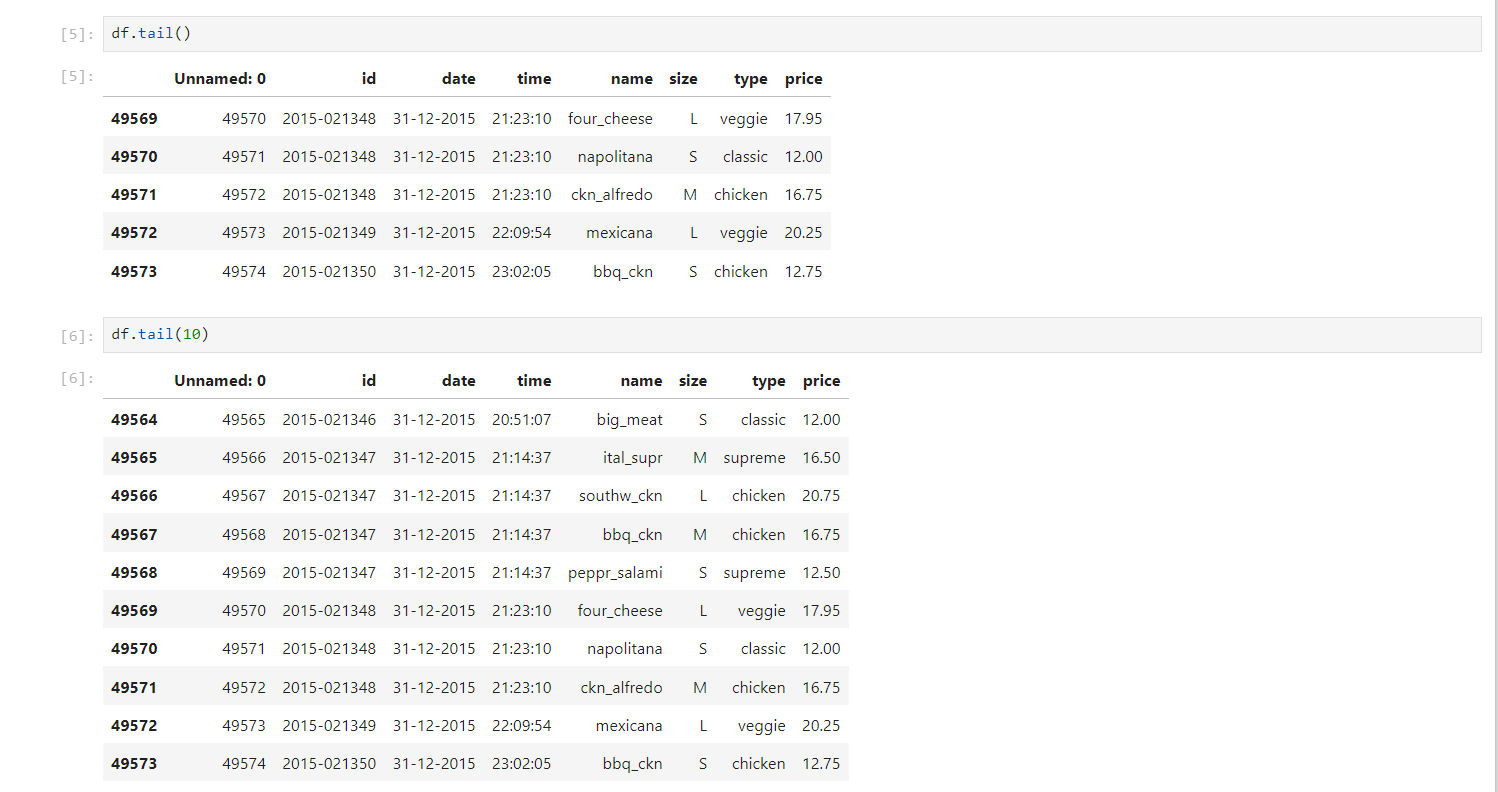 [5]: df.tail()
[5]: Unnamed: 0 id date time name size type price
49569 49570 2015-021348 31-12-2015 21:23:10 four_cheese L veggie 17.95
49570 49571 2015-021348 31-12-2015 21:23:10 napolitana S classic 12.00
49571 49572 2015-021348 31-12-2015 21:23:10 ckn_alfredo M chicken 16.75
49572 49573 2015-021349 31-12-2015 22:09:54 mexicana L veggie 20.25
49573 49574 2015-021350 31-12-2015 23:02:05 bbq_ckn S chicken 12.75
[6]: df.tail(10)
[6]: Unnamed: 0 id date time name size type price
49564 49565 2015-021346 31-12-2015 20:51:07 big_meat S classic 12.00
49565 49566 2015-021347 31-12-2015 21:14:37 ital_supr M supreme 16.50
49566 49567 2015-021347 31-12-2015 21:14:37 southw_ckn L chicken 20.75
49567 49568 2015-021347 31-12-2015 21:14:37 bbq_ckn M chicken 16.75
49568 49569 2015-021347 31-12-2015 21:14:37 peppr_salami S supreme 12.50
49569 49570 2015-021348 31-12-2015 21:23:10 four_cheese L veggie 17.95
49570 49571 2015-021348 31-12-2015 21:23:10 napolitana S classic 12.00
49571 49572 2015-021348 31-12-2015 21:23:10 ckn_alfredo M chicken 16.75
49572 49573 2015-021349 31-12-2015 22:09:54 mexicana L veggie 20.25
49573 49574 2015-021350 31-12-2015 23:02:05 bbq_ckn S chicken 12.75